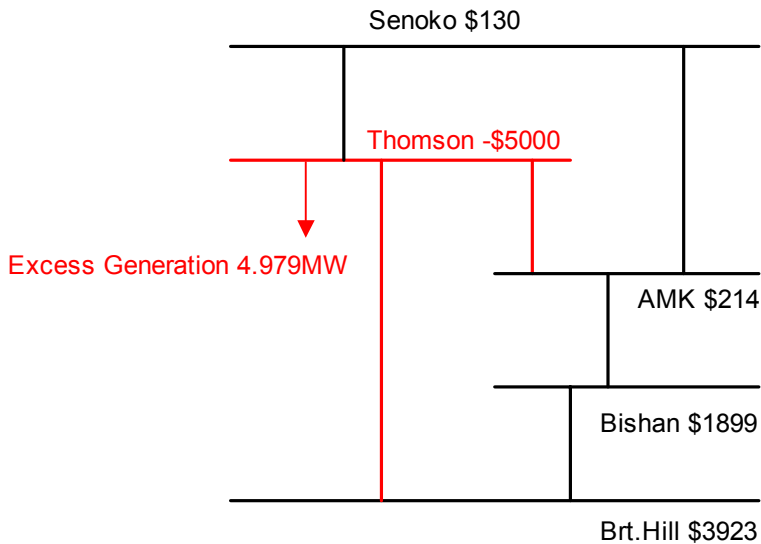 Senoko $130
Thomson -$5000
Excess Generation 4.979MW
AMK $214
Bishan $1899
Brt.Hill $3923